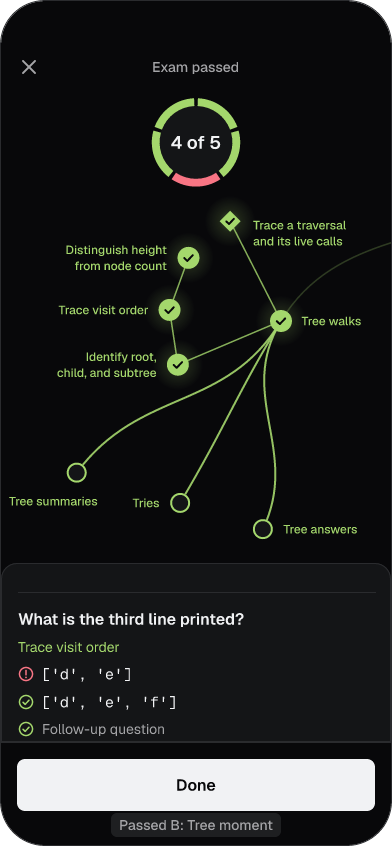 Exam passed
4 of 5
Trace a traversal
and its live calls
Distinguish height
from node count
Trace visit order
Tree walks
Identify root,
child, and subtree
Tree summaries
Tries
Tree answers
What is the third line printed?
Trace visit order
['d', 'e']
['d', 'e', 'f']
Follow-up question
Done
Passed B: Tree moment